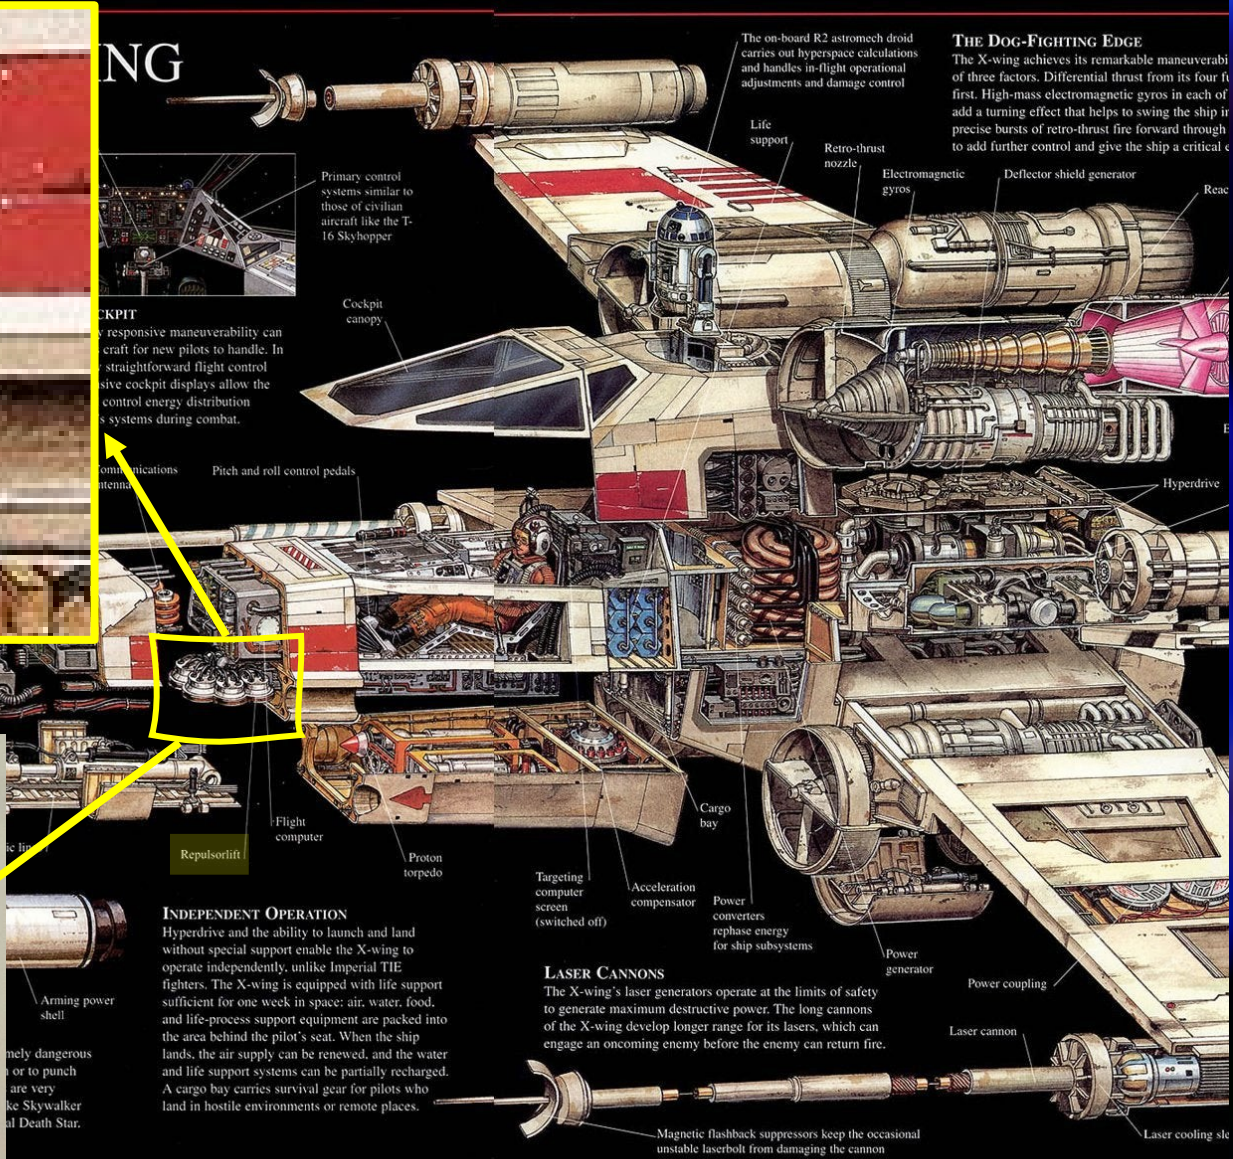 NG
The on-board R2 astromech droid
carries out hyperspace calculations
and handles in-flight operational
adjustments and damage control
THE DOG-FIGHTING EDGE
The X-wing achieves its remarkable
of three factors. Differential thrust from its four
first. High-mass electromagnetic gyros in each of
add a turning effect that helps to swing the ship
precise bursts of retro-thrust fire forward through
to add further control and give the ship a critical
Life
support
Retro-thrust
nozzle
Electromagnetic
gyros
Deflector shield generator
Reac
Primary control
systems similar to
those of civilian
aircraft like the T-
16 Skyhopper
Cockpit
canopy
CKPIT
responsive maneuverability can
craft for new pilots to handle. In
straightforward flight control
sive cockpit displays allow the
control energy distribution
systems during combat.
ommunications
ntenna
Pitch and roll control pedals
E
Hyperdrive
Flight
computer
Repulsorlift
Proton
torpedo
Cargo
bay
Targeting
computer
screen
(switched off)
Acceleration
compensator
Power
converters
rephase energy
for ship subsystems
Power
generator
Power coupling
INDEPENDENT OPERATION
Hyperdrive and the ability to launch and land
without special support enable the X-wing to
operate independently, unlike Imperial TIE
fighters. The X-wing is equipped with life support
sufficient for one week in space: air, water, food,
and life-process support equipment are packed into
the area behind the pilot's seat. When the ship
lands, the air supply can be renewed, and the water
and life support systems can be partially recharged.
A cargo bay carries survival gear for pilots who
land in hostile environments or remote places.
LASER CANNONS
The X-wing's laser generators operate at the limits of safety
to generate maximum destructive power. The long cannons
of the X-wing develop longer range for its lasers, which can
engage an oncoming enemy before the enemy can return fire.
Arming power
shell
mely dangerous
or to punch
are very
ke Skywalker
al Death Star.
Laser cannon
Magnetic flashback suppressors keep the occasional
unstable laserbolt from damaging the cannon
Laser cooling